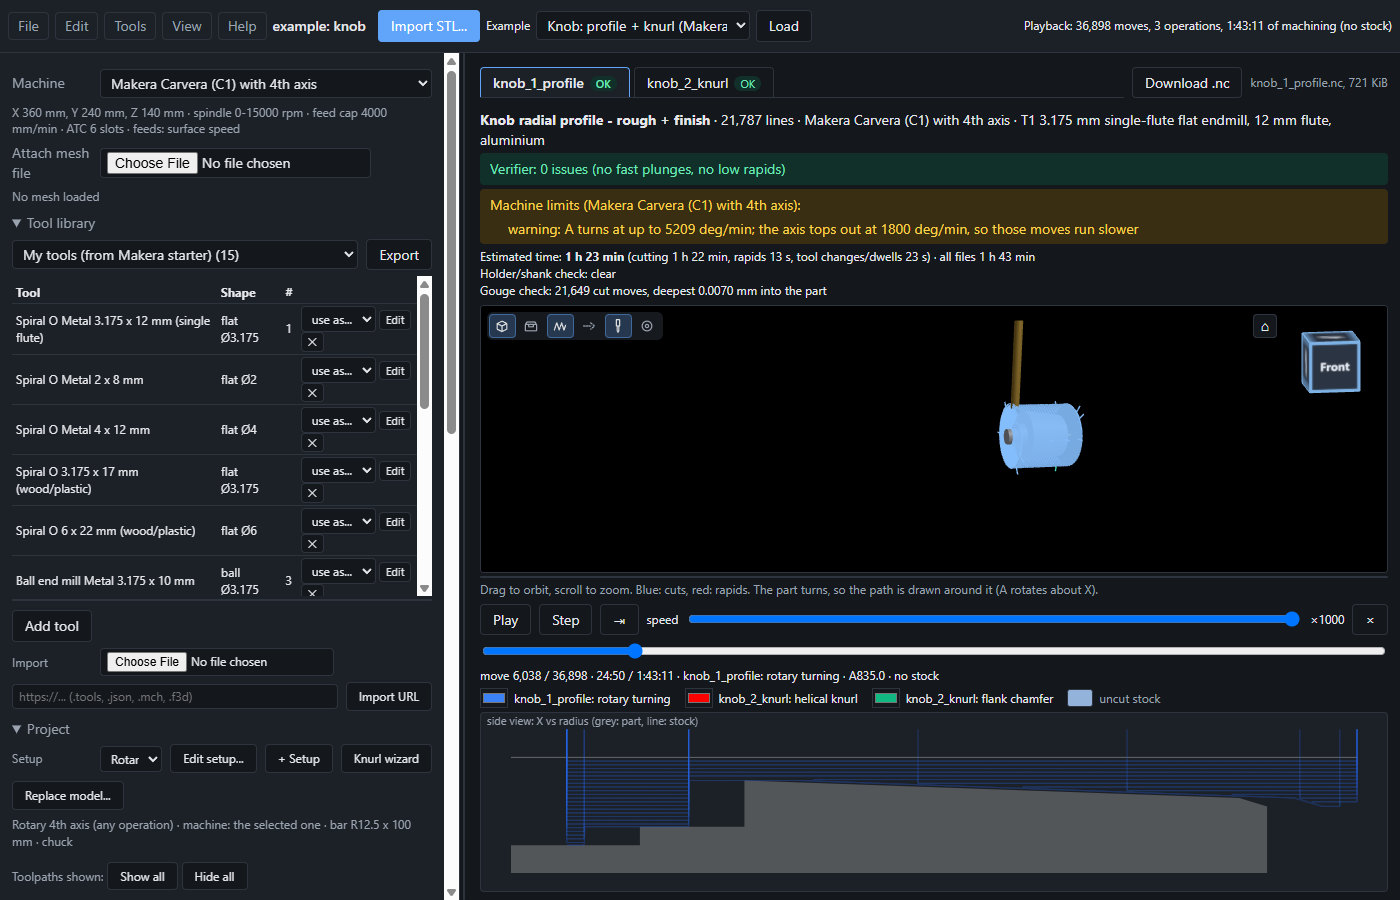 File
Edit
Tools
View
Help
example: knob
Import STL...
Example
Knob: profile + knurl (Makera
Load
Playback: 36,898 moves, 3 operations, 1:43:11 of machining (no stock)
Machine
Makera Carvera (C1) with 4th axis
X 360 mm, Y 240 mm, Z 140 mm · spindle 0-15000 rpm · feed cap 4000
mm/min · ATC 6 slots · feeds: surface speed
Attach mesh
file
Choose File No file chosen
No mesh loaded
▼ Tool library
My tools (from Makera starter) (15)
Export
Tool Shape #
Spiral O Metal 3.175 x 12 mm (single
flute)
flat
Ø3.175
1
use as...
Edit
×
Spiral O Metal 2 x 8 mm
flat Ø2
use as...
Edit
×
Spiral O Metal 4 x 12 mm
flat Ø4
use as...
Edit
×
Spiral O 3.175 x 17 mm
(wood/plastic)
flat
Ø3.175
use as...
Edit
×
Spiral O 6 x 22 mm (wood/plastic)
flat Ø6
use as...
Edit
×
Ball end mill Metal 3.175 x 10 mm
ball
Ø3.175
3
use as...
Edit
×
Add tool
Import
Choose File No file chosen
https://... (.tools, .json, .mch, .f3d)
Import URL
▼ Project
Setup
Rotar
Edit setup...
+ Setup
Knurl wizard
Replace model...
Rotary 4th axis (any operation) · machine: the selected one · bar R12.5 x 100
mm · chuck
Toolpaths shown:
Show all
Hide all
knob_1_profile OK
knob_2_knurl OK
Download .nc
knob_1_profile.nc, 721 KiB
Knob radial profile - rough + finish · 21,787 lines · Makera Carvera (C1) with 4th axis · T1 3.175 mm single-flute flat endmill, 12 mm flute,
aluminium
Verifier: 0 issues (no fast plunges, no low rapids)
Machine limits (Makera Carvera (C1) with 4th axis):
warning: A turns at up to 5209 deg/min; the axis tops out at 1800 deg/min, so those moves run slower
Estimated time: 1 h 23 min (cutting 1 h 22 min, rapids 13 s, tool changes/dwells 23 s) · all files 1 h 43 min
Holder/shank check: clear
Gouge check: 21,649 cut moves, deepest 0.0070 mm into the part
Front
Drag to orbit, scroll to zoom. Blue: cuts, red: rapids. The part turns, so the path is drawn around it (A rotates about X).
Play
Step
⇥
speed
×1000
×
move 6,038 / 36,898 · 24:50 / 1:43:11 · knob_1_profile: rotary turning · A835.0 · no stock
knob_1_profile: rotary turning
knob_2_knurl: helical knurl
knob_2_knurl: flank chamfer
uncut stock
side view: X vs radius (grey: part, line: stock)